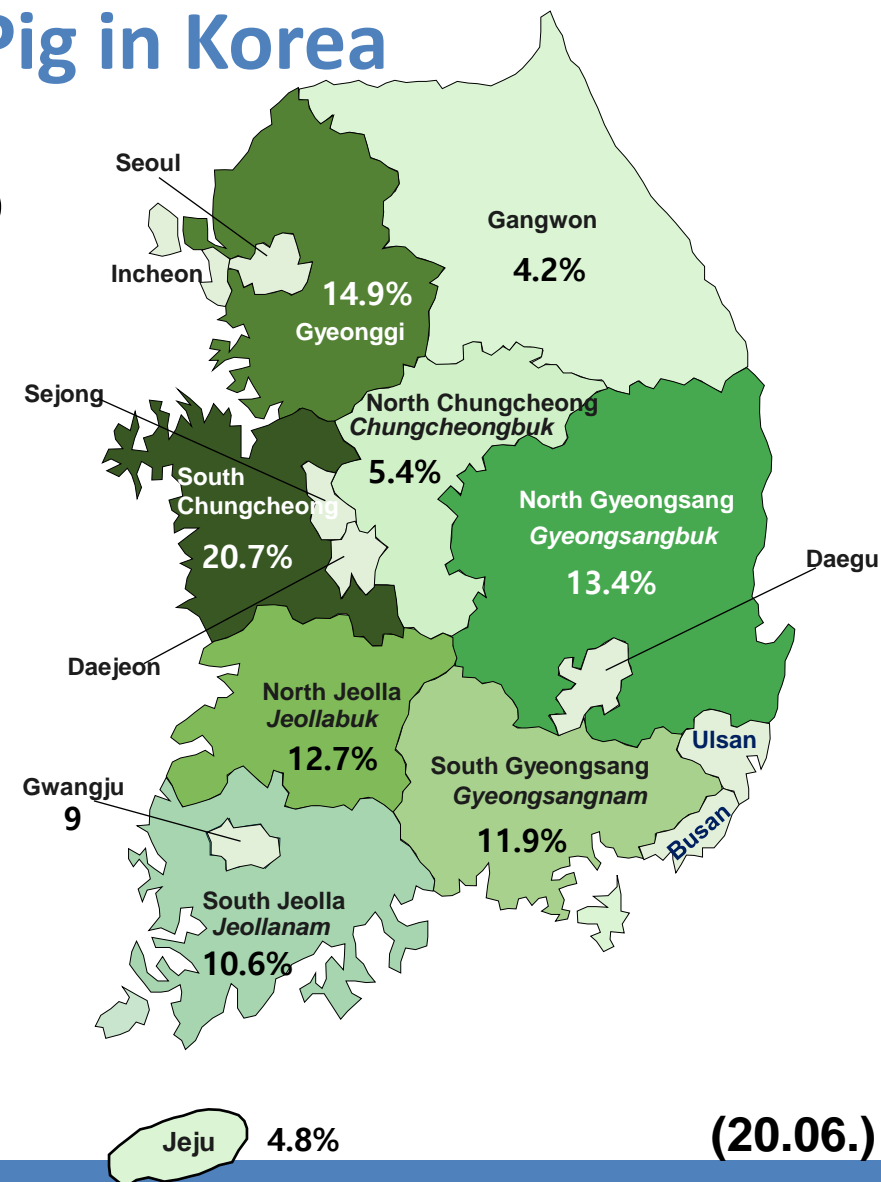 Pig in Korea
)
Seoul
Gangwon
4.2%
Incheon
14.9%
Gyeonggi
Sejong
North Chungcheong
Chungcheongbuk
5.4%
South
Chungcheong
20.7%
North Gyeongsang
Gyeongsangbuk
13.4%
Daegu
Daejeon
North Jeolla
Jeollabuk
12.7%
Ulsan
South Gyeongsang
Gyeongsangnam
11.9%
Busan
Gwangju
9
South Jeolla
Jeollanam
10.6%
Jeju
4.8%
(20.06.)